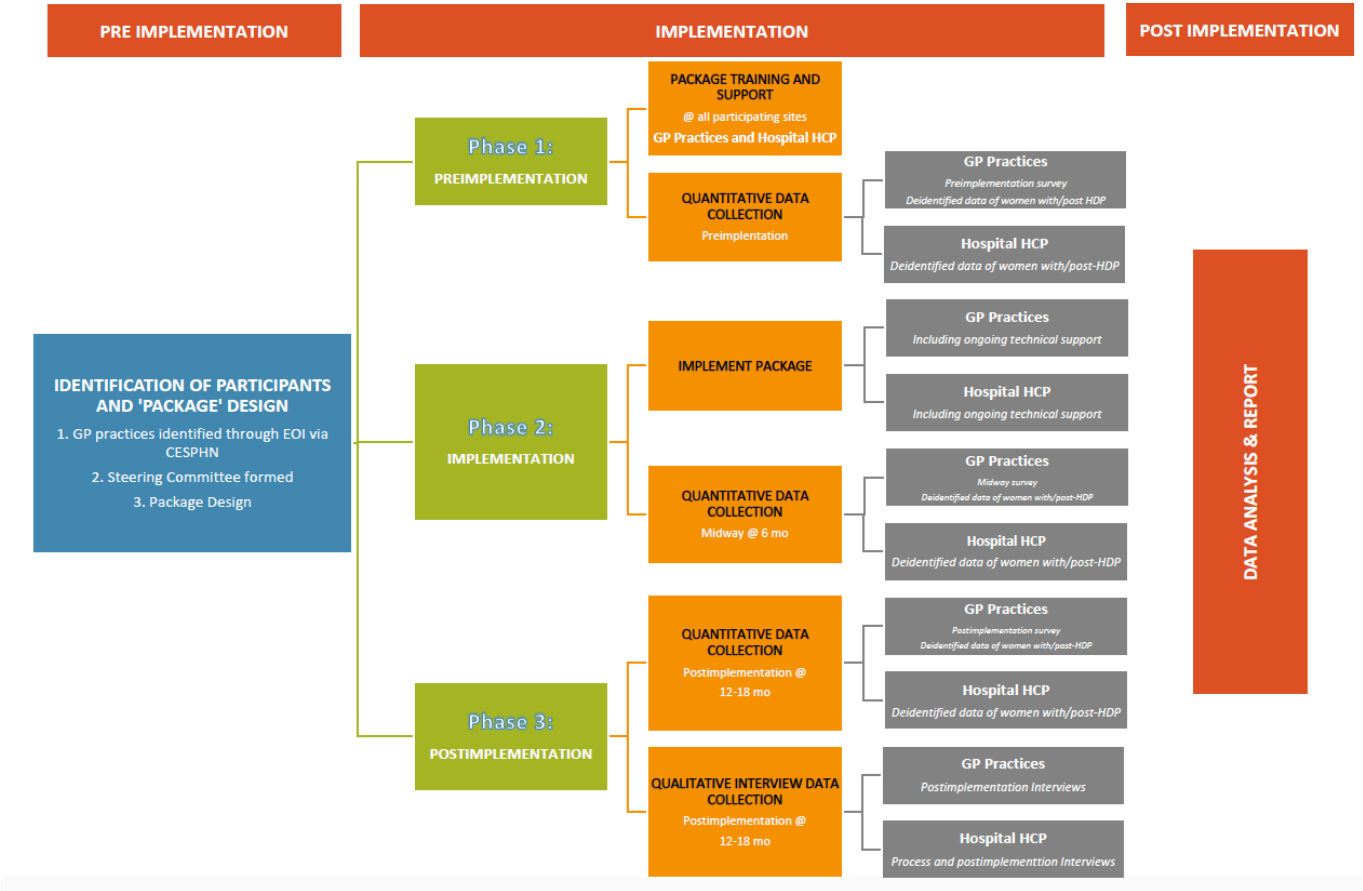 PRE IMPLEMENTATION
IMPLEMENTATION
POST IMPLEMENTATION
IDENTIFICATION OF PARTICIPANTS
AND 'PACKAGE' DESIGN
1. GP practices identified through EOI via
CESPHN
2. Steering Committee formed
3. Package Design
Phase 1:
PREIMPLEMENTATION
PACKAGE TRAINING AND
SUPPORT
@ all participating sites
GP Practices and Hospital HCP
QUANTITATIVE DATA
COLLECTION
Preimplentation
GP Practices
Preimplementation survey
Deidentified data of women with/post HDP
Hospital HCP
Deidentified data of women with/post-HDP
Phase 2:
IMPLEMENTATION
IMPLEMENT PACKAGE
GP Practices
Including ongoing technical support
Hospital HCP
Including ongoing technical support
QUANTITATIVE DATA
COLLECTION
Midway @ 6 mo
GP Practices
Midway survey
Deidentified data of women with/post-HDP
Hospital HCP
Deidentified data of women with/post-HDP
Phase 3:
POSTIMPLEMENTATION
QUANTITATIVE DATA
COLLECTION
Postimplementation @
12-18 mo
GP Practices
Postimplementation survey
Deidentified data of women with/post-HDP
Hospital HCP
Deidentified data of women with/post-HDP
QUALITATIVE INTERVIEW DATA
COLLECTION
Postimplementation @
12-18 mo
GP Practices
Postimplementation Interviews
Hospital HCP
Process and postimplementtion Interviews
DATA ANALYSIS & REPORT